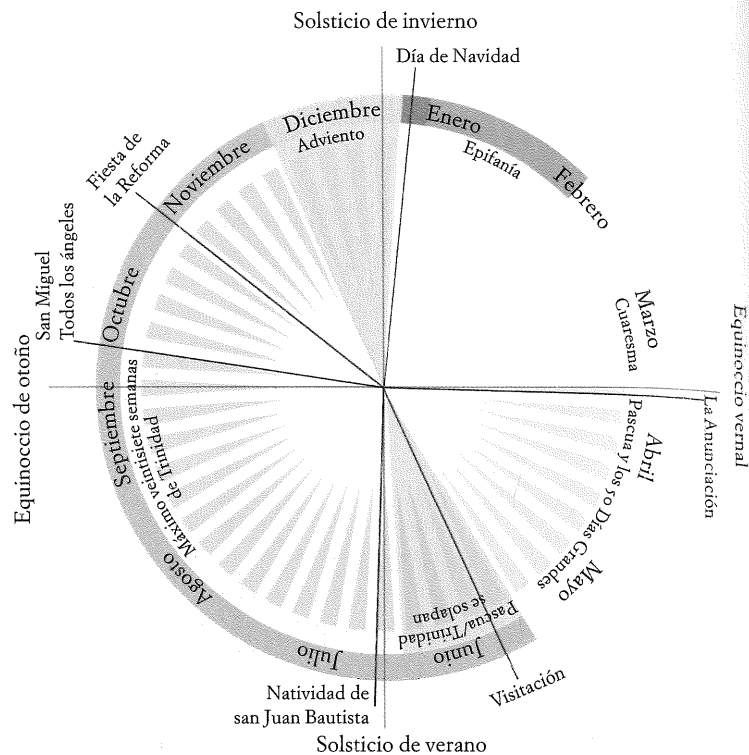 Solsticio de invierno
Día de Navidad
Diciembre
Adviento
Enero
Epifanía
Febrero
Marzo
Cuaresma
Equinoccio vernal
La Anunciación
Abril
Pascua y los 50 Días Grandes
Mayo
Visitación
Junio
Pascua/Trinidad
se solapan
Solsticio de verano
Natividad de
san Juan Bautista
Julio
Agosto
Máximo veintisiete semanas
de Trinidad
Septiembre
Equinoccio de otoño
San Miguel
Todos los ángeles
Octubre
Fiesta de
la Reforma
Noviembre